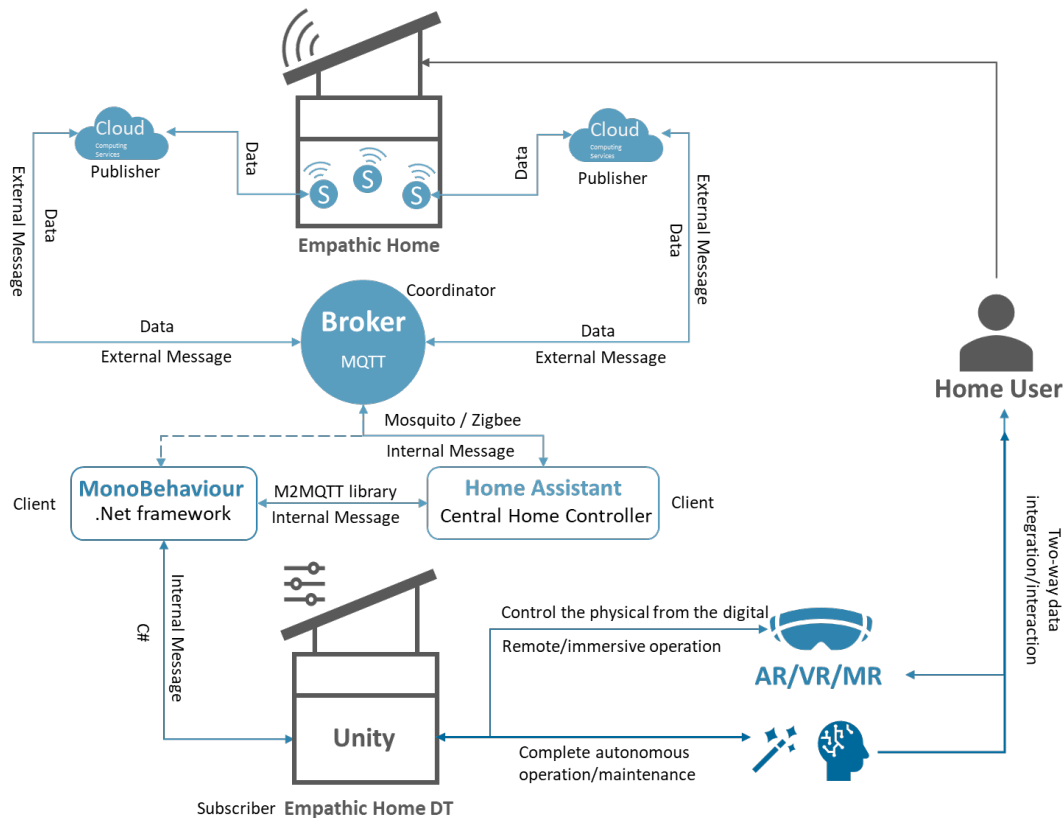 Cloud
Computing
Services
Publisher
Data
S
S
S
Data
Cloud
Computing
Services
Publisher
External Message
Data
External Message
Data
Empathic Home
Coordinator
Broker
MQTT
Data
External Message
Data
External Message
Home User
Mosquito / Zigbee
Internal Message
Client
MonoBehaviour
.Net framework
M2MQTT library
Internal Message
Home Assistant
Central Home Controller
Client
Two-way data
integration/interaction
Internal Message
C#
Control the physical from the digital
Remote/immersive operation
AR/VR/MR
Unity
Complete autonomous
operation/maintenance
Subscriber
Empathic Home DT